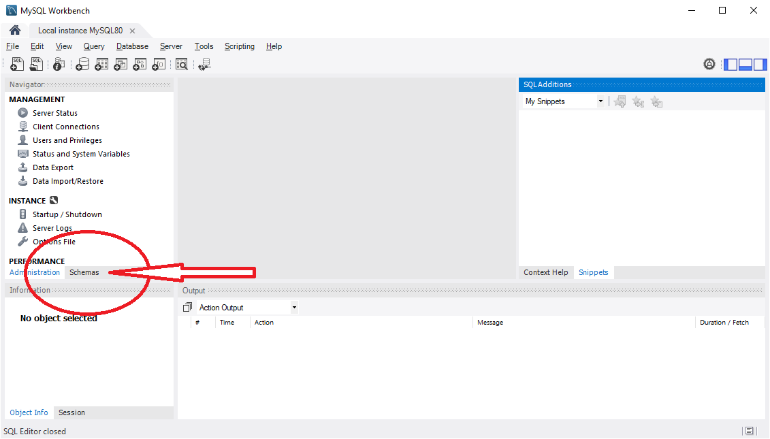 MySQL Workbench
Local instance MySQL80
File Edit View Query Database Server Tools Scripting Help
Navigator
MANAGEMENT
Server Status
Client Connections
Users and Privileges
Status and System Variables
Data Export
Data Import/Restore
INSTANCE
Startup / Shutdown
Server Logs
Options File
PERFORMANCE
Administration Schemas
Information
No object selected
Object Info Session
SQL Additions
My Snippets
Context Help Snippets
Output
Action Output
# Time Action Message Duration / Fetch
SQL Editor closed